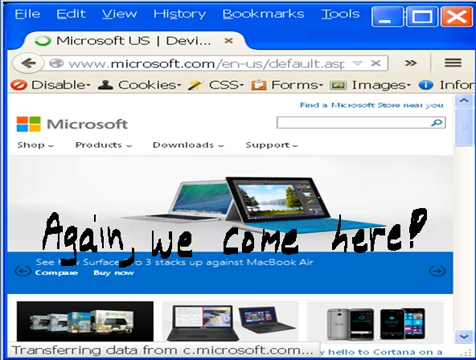 File Edit View History Bookmarks Tools
Microsoft US | Devi... ×
www.microsoft.com/en-us/default.asp
Disable▾ Cookies▾ CSS▾ Forms▾ Images▾ Infor
Find a Microsoft Store near you
Microsoft
Shop Products Downloads Support
Again, we come here?
See how Surface Pro 3 stacks up against MacBook Air
Compare Buy now
Transferring data from c.microsoft.com... y hello to Cortana on a